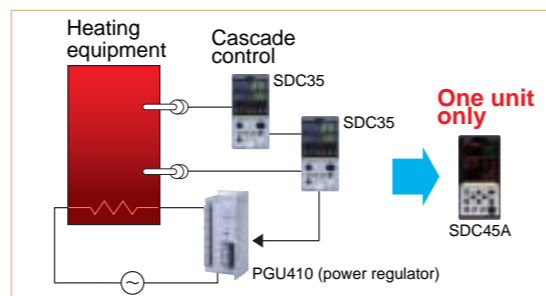 Heating
equipment
Cascade
control
SDC35
SDC35
One unit
only
SDC45A
PGU410 (power regulator)